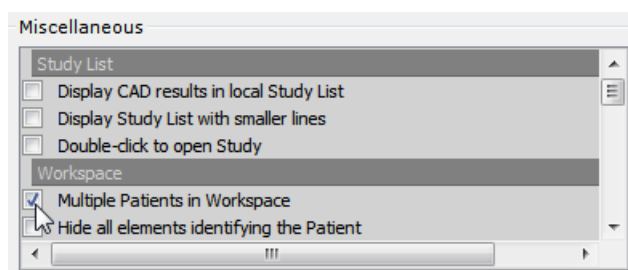 Miscellaneous
Study List
Display CAD results in local Study List
Display Study List with smaller lines
Double-click to open Study
Workspace
Multiple Patients in Workspace
Hide all elements identifying the Patient